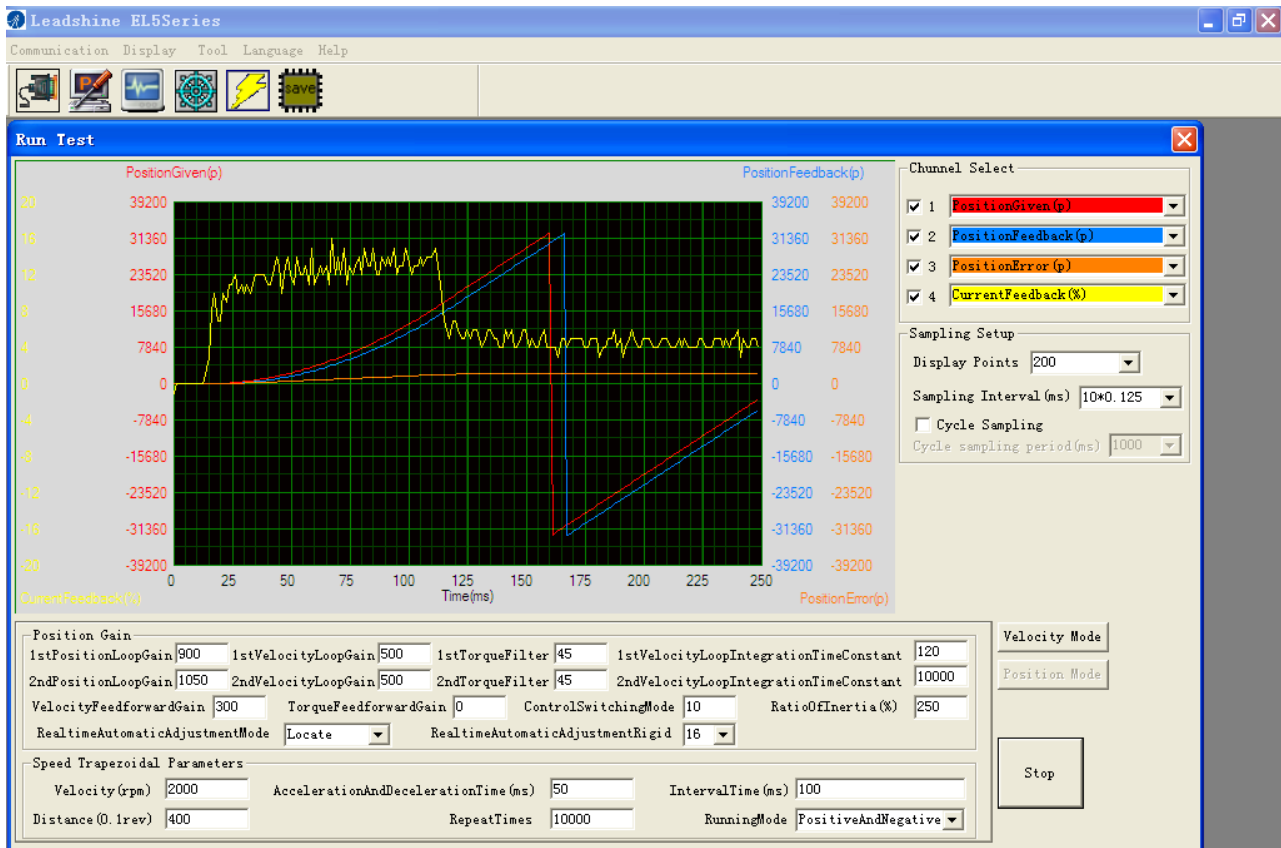 Leadshine EL5Series
Communication Display Tool Language Help
save
Run Test
PositionGiven(p) PositionFeedback(p)
20 39200 39200 39200
16 31360 31360 31360
12 23520 23520 23520
8 15680 15680 15680
4 7840 7840 7840
0 0 0 0
-4 -7840 -7840 -7840
-8 -15680 -15680 -15680
-12 -23520 -23520 -23520
-16 -31360 -31360 -31360
-20 -39200 -39200 -39200
0 25 50 75 100 125 150 175 200 225 250
CurrentFeedback(%) Time(ms) PositionError(p)
Chunnel Select
1 PositionGiven(p)
2 PositionFeedback(p)
3 PositionError(p)
4 CurrentFeedback(%)
Sampling Setup
Display Points 200
Sampling Interval(ms) 10*0.125
Cycle Sampling
Cycle sampling period(ms) 1000
Position Gain
1stPositionLoopGain 900 1stVelocityLoopGain 500 1stTorqueFilter 45 1stVelocityLoopIntegrationTimeConstant 120
2ndPositionLoopGain 1050 2ndVelocityLoopGain 500 2ndTorqueFilter 45 2ndVelocityLoopIntegrationTimeConstant 10000
VelocityFeedforwardGain 300 TorqueFeedforwardGain 0 ControlSwitchingMode 10 RatioOfInertia(%) 250
RealtimeAutomaticAdjustmentMode Locate RealtimeAutomaticAdjustmentRigid 16
Speed Trapezoidal Parameters
Velocity(rpm) 2000 AccelerationAndDecelerationTime(ms) 50 IntervalTime(ms) 100
Distance(0.1rev) 400 RepeatTimes 10000 RunningMode PositiveAndNegative
Velocity Mode
Position Mode
Stop